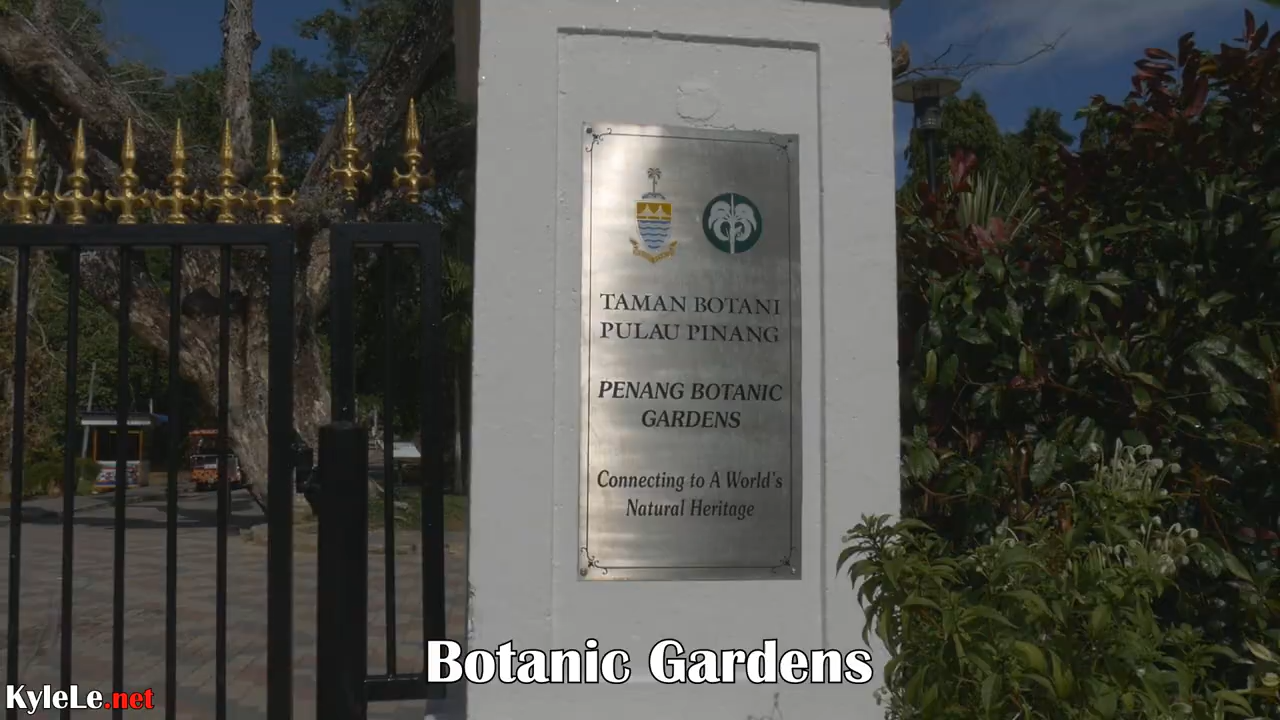 TAMAN BOTANI
PULAU PINANG
PENANG BOTANIC
GARDENS
Connecting to A World's
Natural Heritage
Botanic Gardens
KyleLe.net